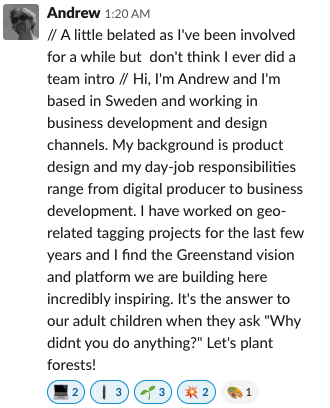 Andrew 1:20 AM
// A little belated as I've been involved
for a while but  don't think I ever did a
team intro // Hi, I'm Andrew and I'm
based in Sweden and working in
business development and design
channels. My background is product
design and my day-job responsibilities
range from digital producer to business
development. I have worked on geo-
related tagging projects for the last few
years and I find the Greenstand vision
and platform we are building here
incredibly inspiring. It's the answer to
our adult children when they ask "Why
didnt you do anything?" Let's plant
forests!
2 3 3 2 1